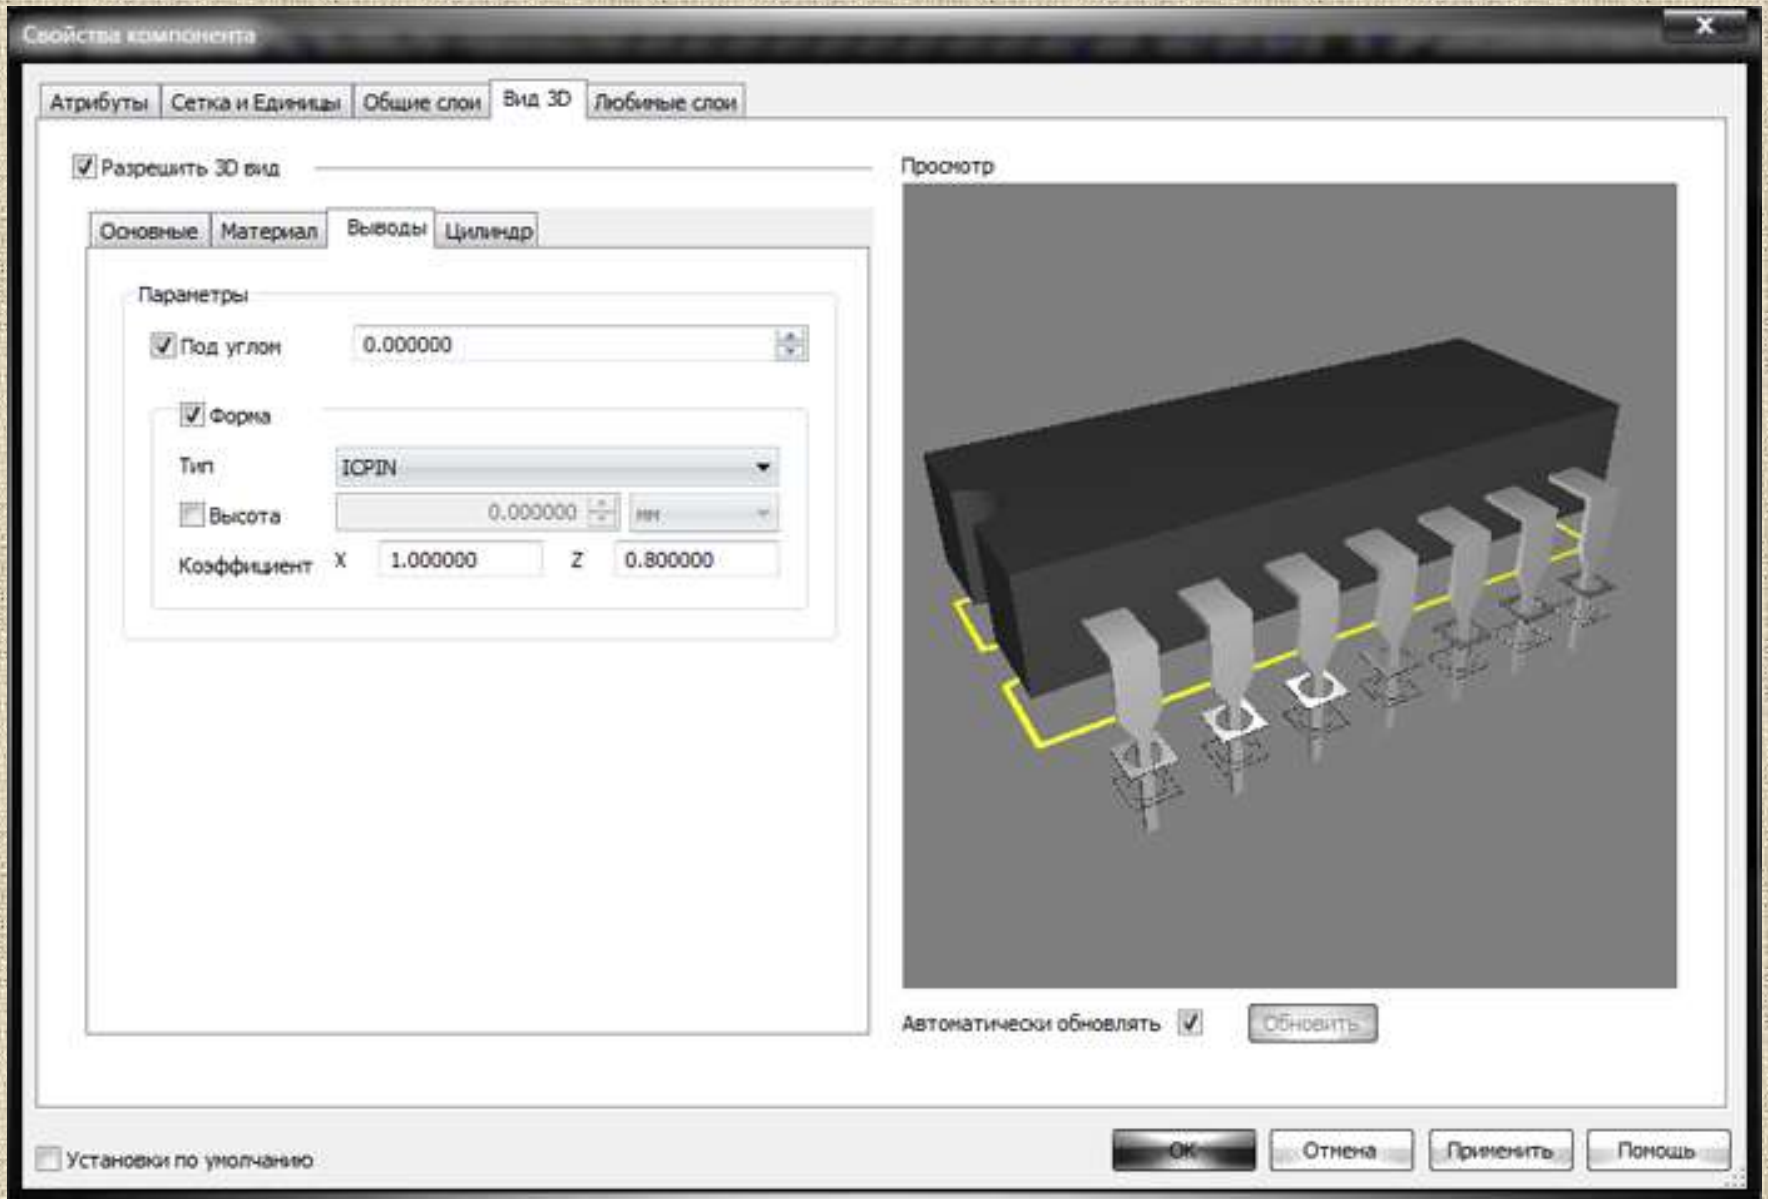 Свойства компонента
Атрибуты Сетка и Единицы Общие слои Вид 3D Любимые слои
Разрешить 3D вид
Просмотр
Основные Материал Выводы Цилиндр
Параметры
Под углом 0.000000
Форма
Тип ICPIN
Высота 0.000000 мм
Коэффициент X 1.000000 Z 0.800000
Автоматически обновлять Обновить
Установки по умолчанию
OK Отмена Применить Помощь